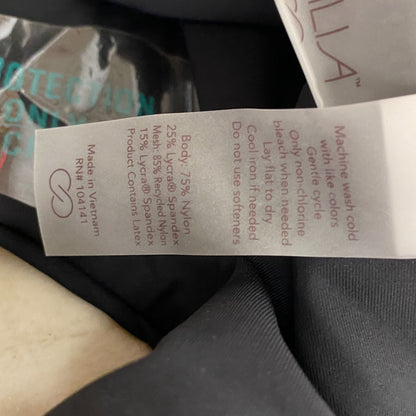 PROTECTION
ILIA™
Machine wash cold
with like colors
Gentle cycle
Only non-chlorine
bleach when needed
Lay flat to dry
Cool iron if needed
Do not use softeners
Body: 75% Nylon
25% Lycra® Spandex
Mesh: 85% Recycled Nylon
15% Lycra® Spandex
Product Contains Latex
Made in Vietnam
RN# 104141